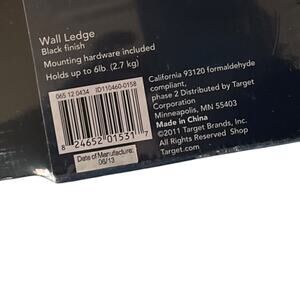 Wall Ledge
Black finish
Mounting hardware included
Holds up to 6lb. (2.7 kg)
065 12 0434 ID110460-0158
8 24652 01531 7
Date of Manufacture:
06/13
California 93120 formaldehyde
compliant,
phase 2 Distributed by Target
Corporation
Minneapolis, MN 55403
Made in China
©2011 Target Brands, Inc.
All Rights Reserved Shop
Target.com